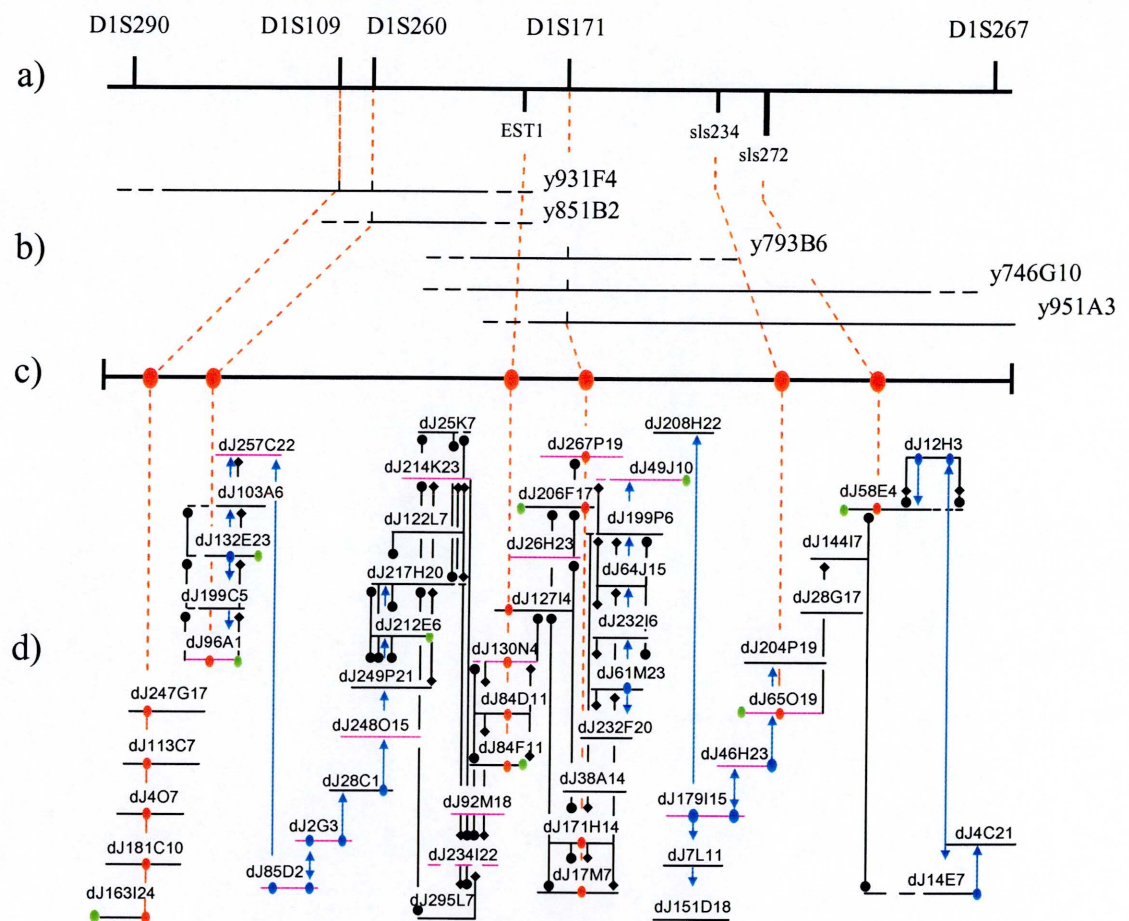 D1S290 D1S109 D1S260 D1S171 D1S267
a)
EST1 sls234 sls272
y931F4
y851B2
b)
y793B6
y746G10
y951A3
c)
dJ25K7
dJ208H22
dJ257C22 dJ267P19 dJ12H3
dJ214K23 dJ49J10
dJ103A6 dJ206F17 dJ58E4
dJ122L7 dJ199P6
dJ132E23 dJ26H23 dJ144I7
dJ217H20 dJ64J15
dJ199C5 dJ127I4 dJ28G17
dJ212E6 dJ232I6
d)
dJ96A1 dJ130N4 dJ204P19
dJ249P21 dJ61M23
dJ247G17 dJ84D11 dJ65O19
dJ248O15 dJ232F20
dJ113C7 dJ84F11 dJ46H23
dJ28C1 dJ38A14
dJ4O7 dJ92M18 dJ179I15
dJ2G3 dJ171H14 dJ4C21
dJ181C10 dJ234I22 dJ7L11
dJ85D2 dJ17M7 dJ14E7
dJ163I24 dJ295L7
dJ151D18